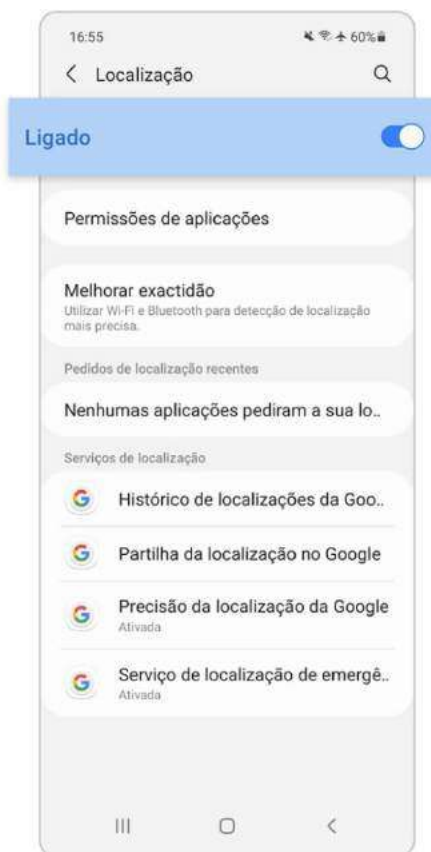 16:55 60%
Localização
Ligado
Permissões de aplicações
Melhorar exactidão
Utilizar Wi-Fi e Bluetooth para detecção de localização
mais precisa.
Pedidos de localização recentes
Nenhumas aplicações pediram a sua lo..
Serviços de localização
Histórico de localizações da Goo..
Partilha da localização no Google
Precisão da localização da Google
Ativada
Serviço de localização de emergê..
Ativada